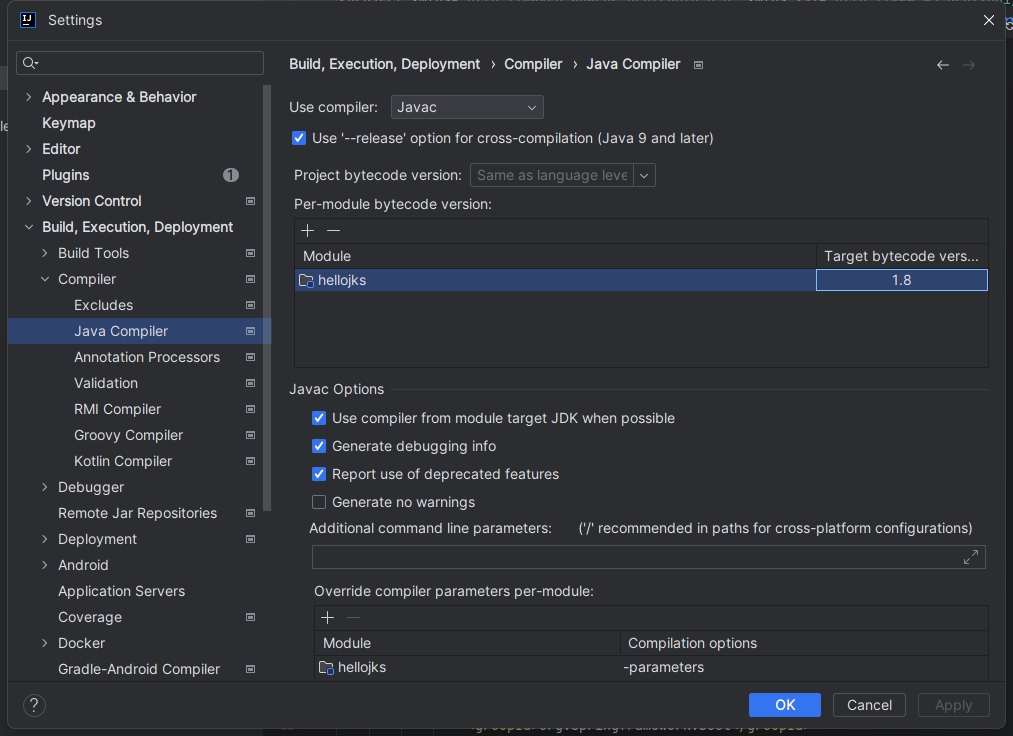 Settings
Build, Execution, Deployment › Compiler › Java Compiler
Appearance & Behavior
Keymap
Editor
Plugins 1
Version Control
Build, Execution, Deployment
Build Tools
Compiler
Excludes
Java Compiler
Annotation Processors
Validation
RMI Compiler
Groovy Compiler
Kotlin Compiler
Debugger
Remote Jar Repositories
Deployment
Android
Application Servers
Coverage
Docker
Gradle-Android Compiler
Use compiler: Javac
Use '--release' option for cross-compilation (Java 9 and later)
Project bytecode version: Same as language leve
Per-module bytecode version:
Module Target bytecode vers...
hellojks 1.8
Javac Options
Use compiler from module target JDK when possible
Generate debugging info
Report use of deprecated features
Generate no warnings
Additional command line parameters: ('/' recommended in paths for cross-platform configurations)
Override compiler parameters per-module:
Module Compilation options
hellojks -parameters
? OK Cancel Apply